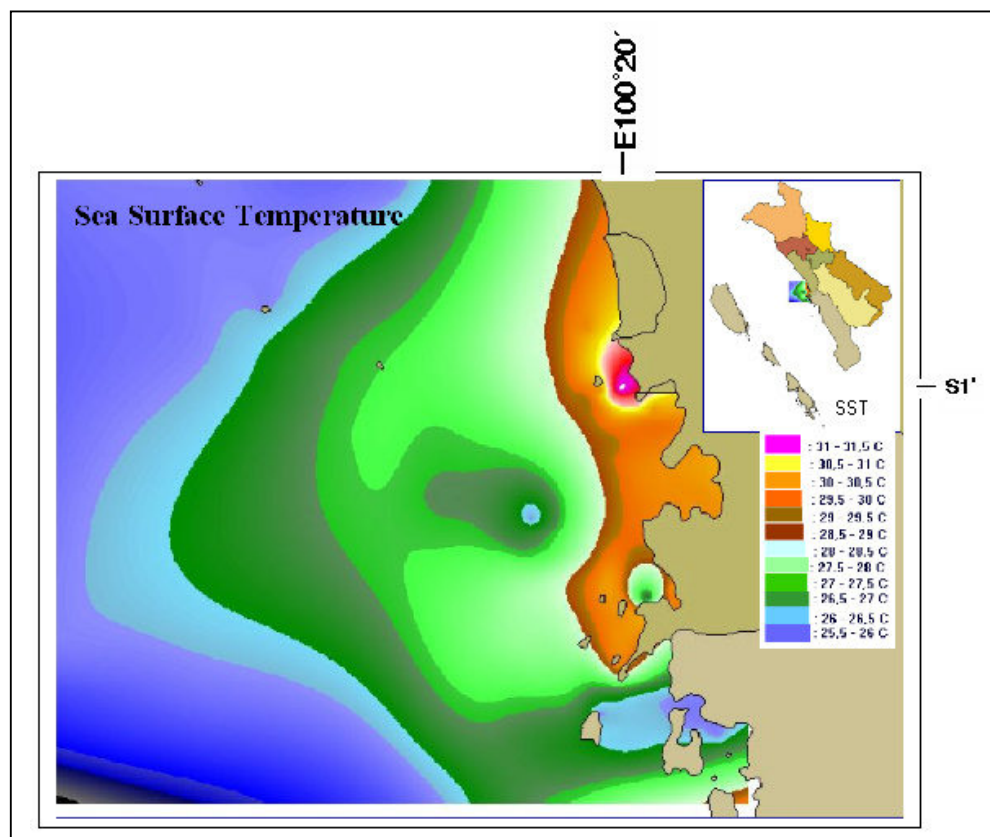 E100°20′
Sea Surface Temperature
SST
S1'
: 31 - 31,5 C
: 30,5 - 31 C
: 30 - 30,5 C
: 29,5 - 30 C
: 29 - 29,5 C
: 28,5 - 29 C
: 28 - 28,5 C
: 27,5 - 28 C
: 27 - 27,5 C
: 26,5 - 27 C
: 26 - 26,5 C
: 25,5 - 26 C